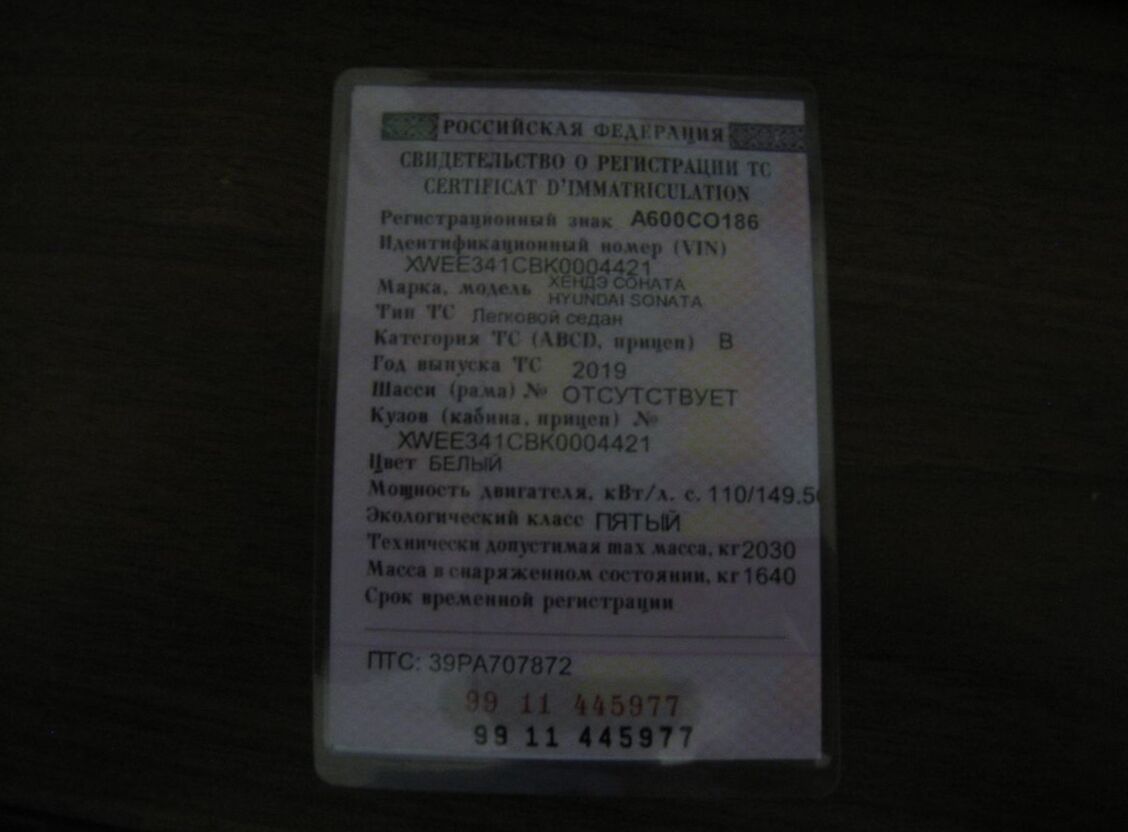 РОССИЙСКАЯ ФЕДЕРАЦИЯ
СВИДЕТЕЛЬСТВО О РЕГИСТРАЦИИ ТС
CERTIFICAT D'IMMATRICULATION
Регистрационный знак А600СО186
Идентификационный номер (VIN)
XWEE341CBK0004421
Марка, модель ХЕНДЭ СОНАТА
HYUNDAI SONATA
Тип ТС Легковой седан
Категория ТС (ABCD, прицеп) B
Год выпуска ТС 2019
Шасси (рама) № ОТСУТСТВУЕТ
Кузов (кабина, прицеп) №
XWEE341CBK0004421
Цвет БЕЛЫЙ
Мощность двигателя, кВт/л. с. 110/149.50
Экологический класс ПЯТЫЙ
Технически допустимая max масса, кг 2030
Масса в снаряженном состоянии, кг 1640
Срок временной регистрации
ПТС: 39РА707872
99 11 445977
99 11 445977